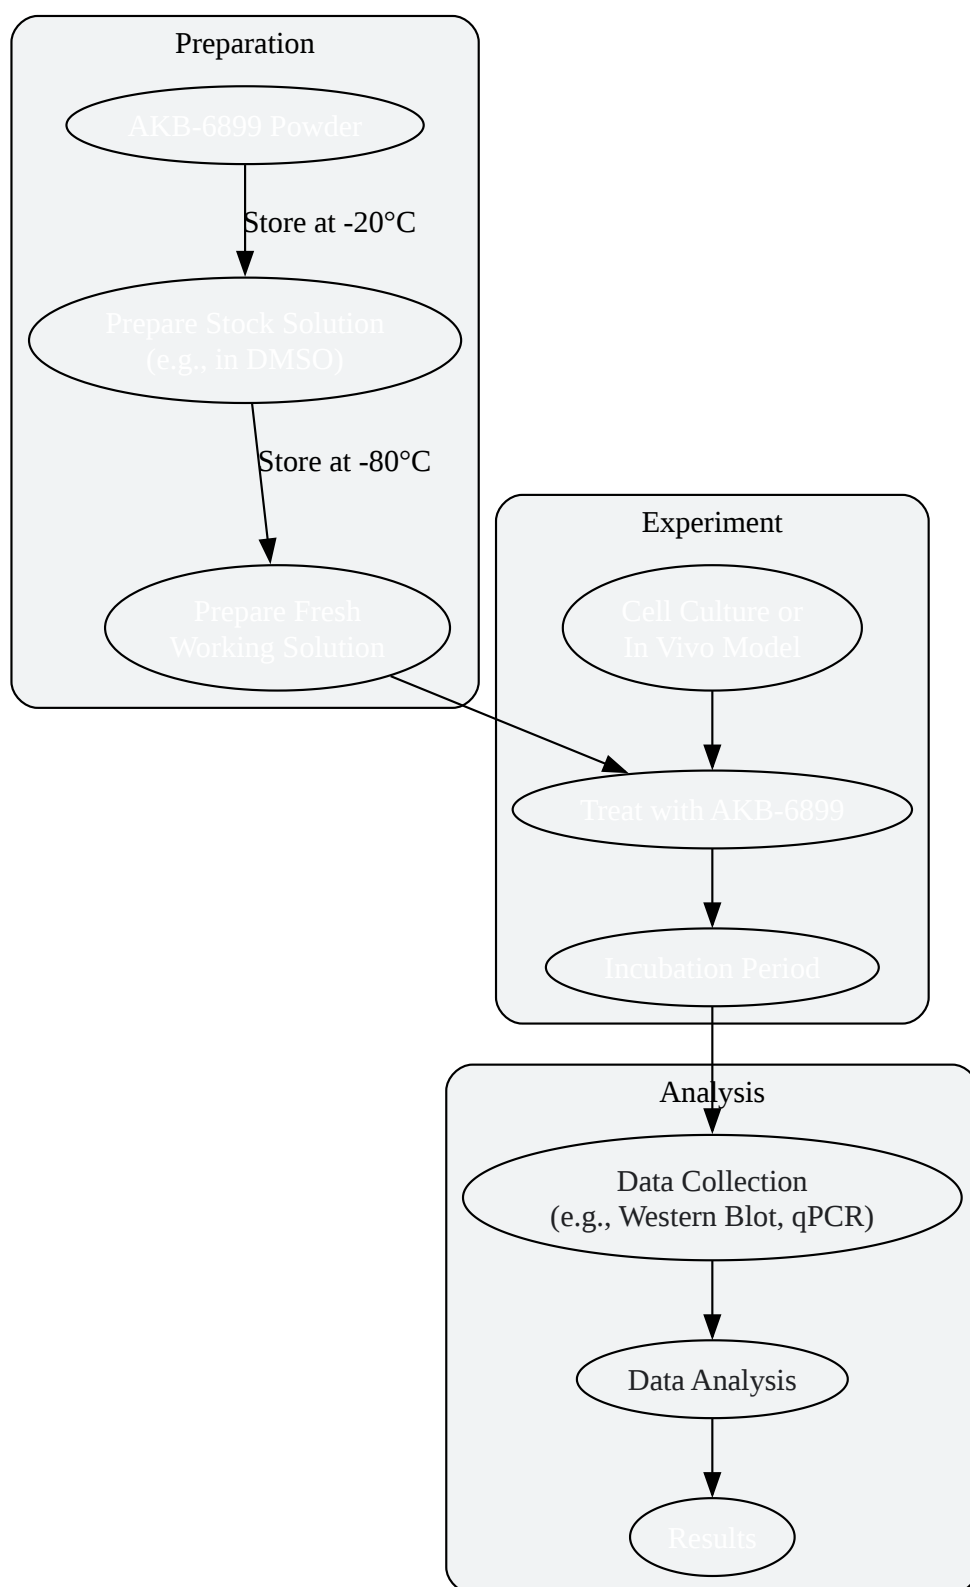 Preparation
AKB-6899 Powder
Store at -20°C
Prepare Stock Solution
(e.g., in DMSO)
Store at -80°C
Prepare Fresh
Working Solution
Experiment
Cell Culture or
In Vivo Model
Treat with AKB-6899
Incubation Period
Analysis
Data Collection
(e.g., Western Blot, qPCR)
Data Analysis
Results